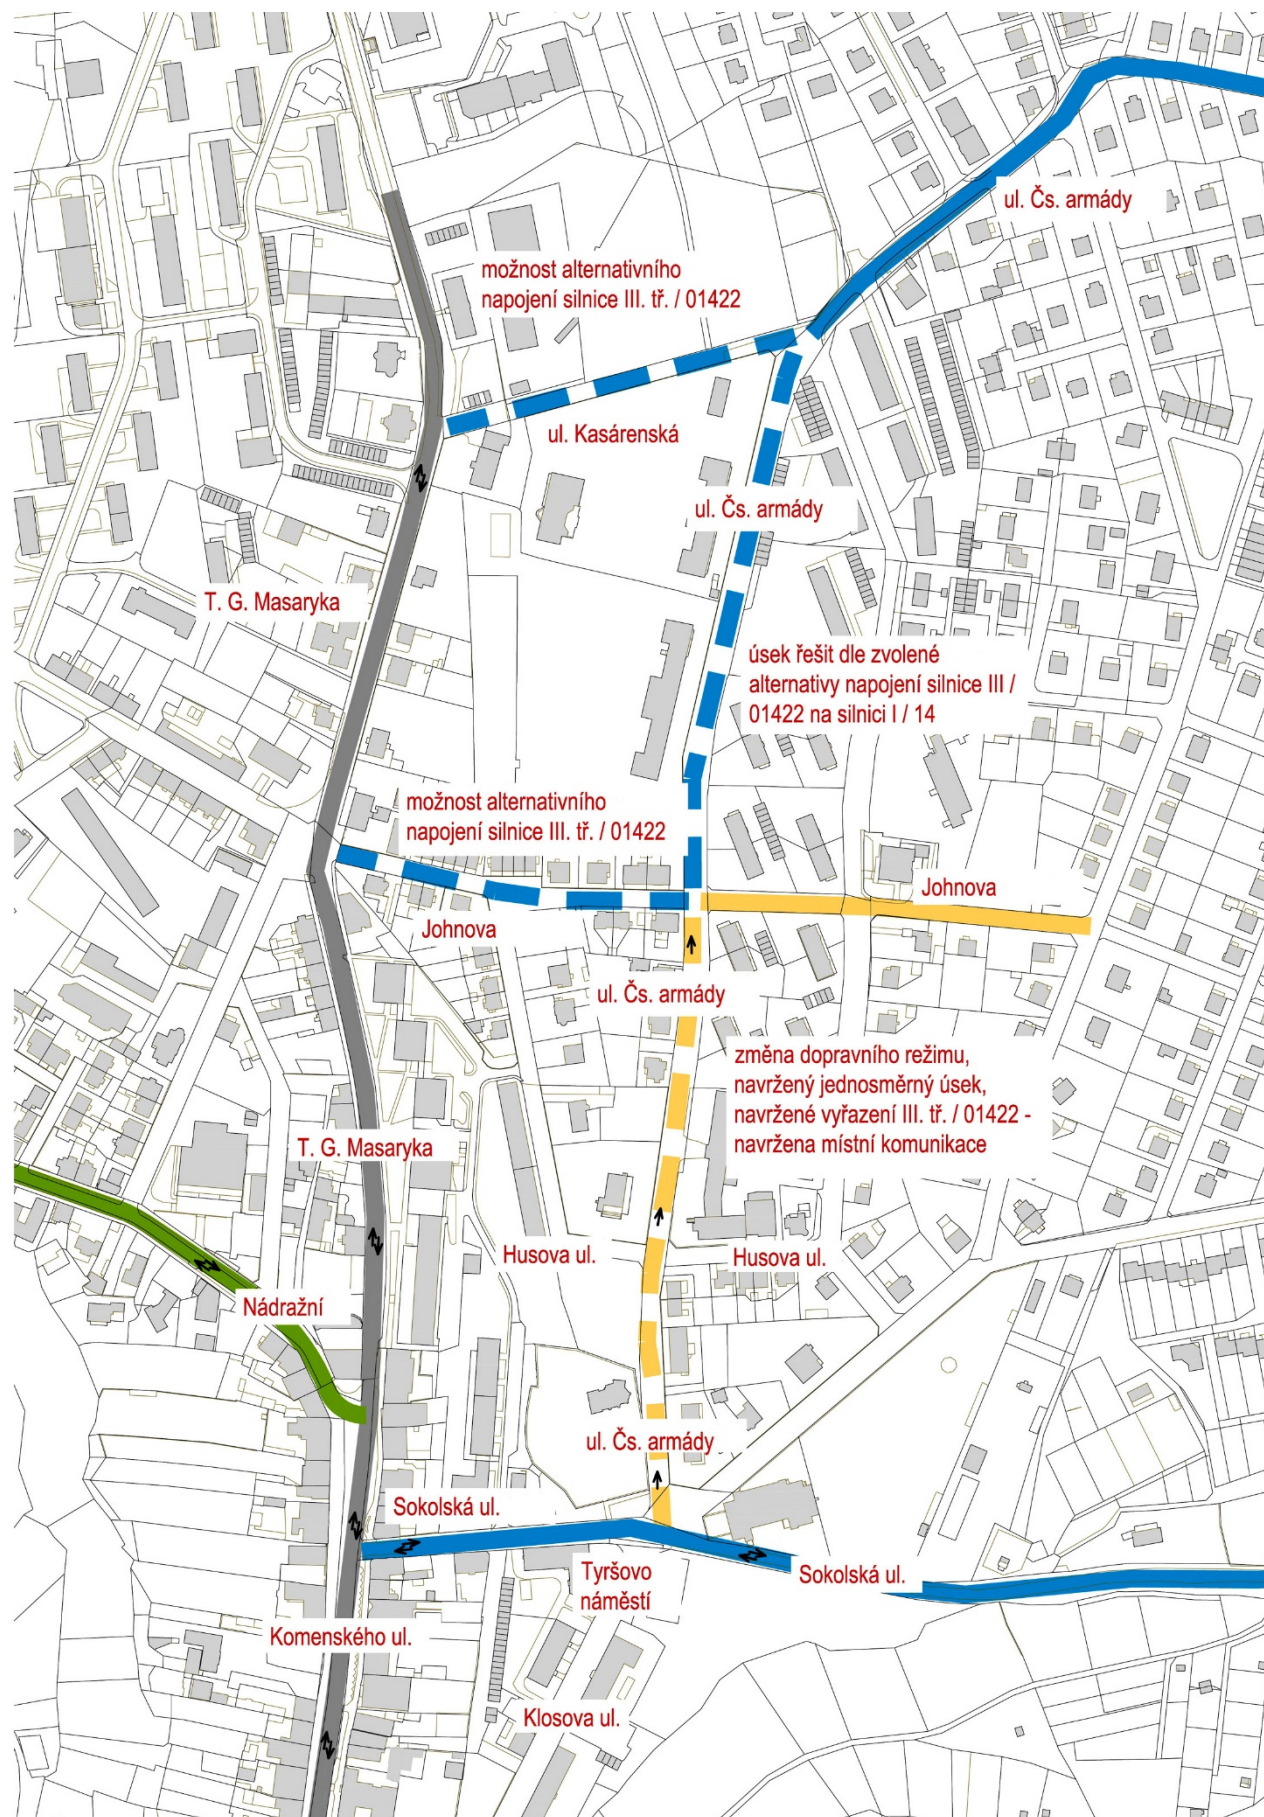 ul. Čs. armády
možnost alternativního
napojení silnice III. tř. / 01422
ul. Kasárenská
ul. Čs. armády
T. G. Masaryka
úsek řešit dle zvolené
alternativy napojení silnice III /
01422 na silnici I / 14
možnost alternativního
napojení silnice III. tř. / 01422
Johnova
Johnova
ul. Čs. armády
změna dopravního režimu,
navržený jednosměrný úsek,
navržené vyřazení III. tř. / 01422 -
navržena místní komunikace
T. G. Masaryka
Husova ul.
Husova ul.
Nádražní
ul. Čs. armády
Sokolská ul.
Tyršovo
náměstí
Sokolská ul.
Komenského ul.
Klosova ul.